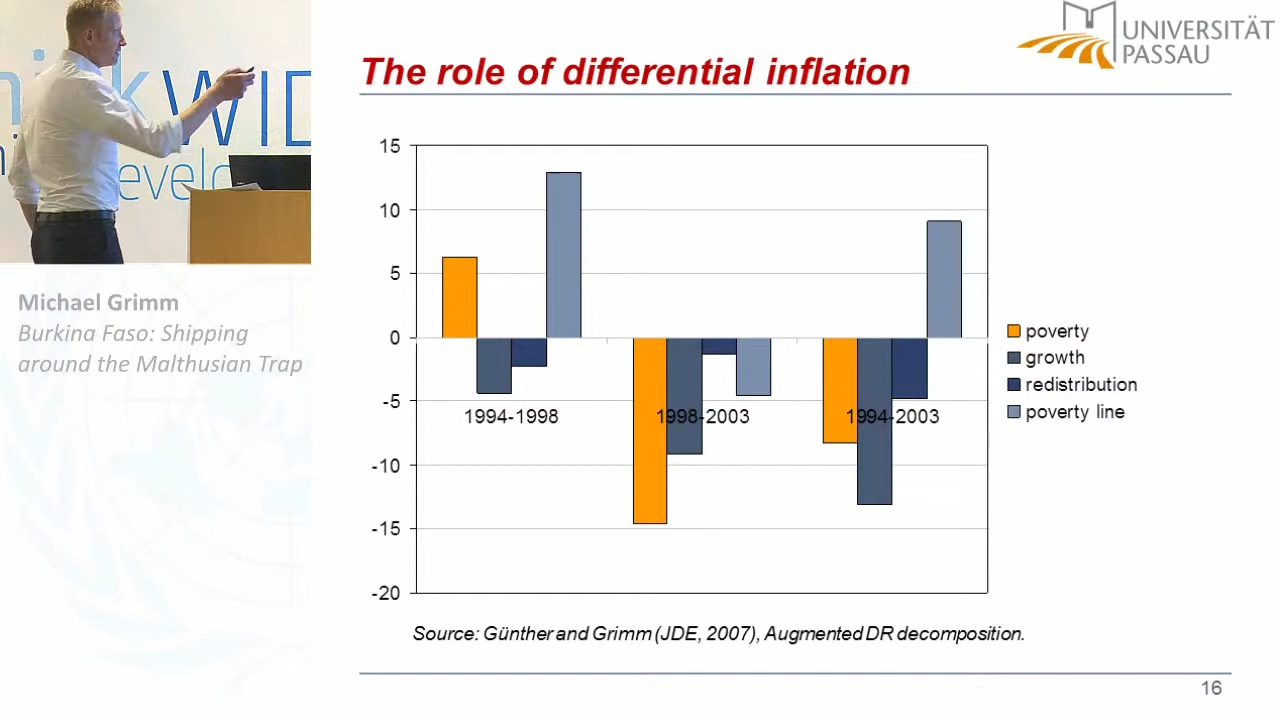 The role of differential inflation
UNIVERSITÄT
PASSAU
WID
evel
Michael Grimm
Burkina Faso: Shipping
around the Malthusian Trap
15
10
5
0
-5
-10
-15
-20
1994-1998
1998-2003
1994-2003
poverty
growth
redistribution
poverty line
Source: Günther and Grimm (JDE, 2007), Augmented DR decomposition.
16